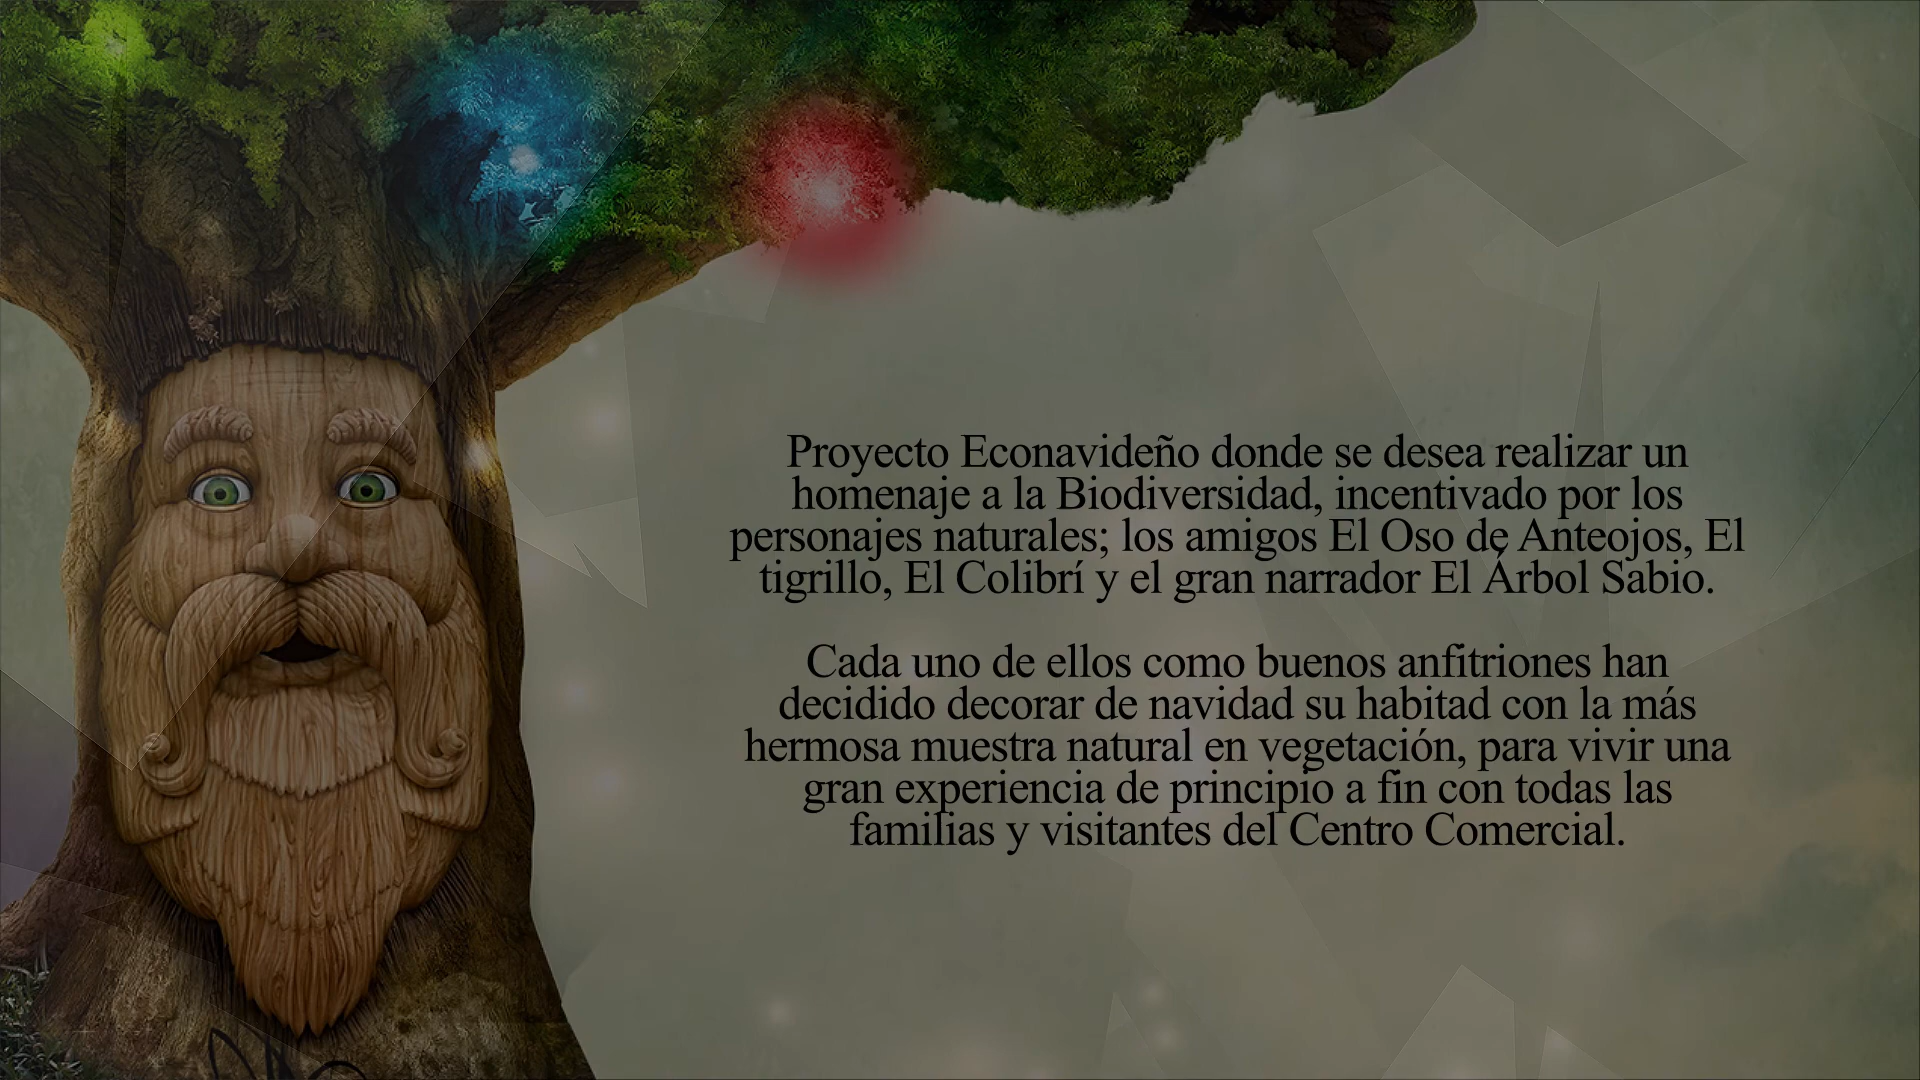 Proyecto Econavideño donde se desea realizar un
homenaje a la Biodiversidad, incentivado por los
personajes naturales; los amigos El Oso de Anteojos, El
tigrillo, El Colibrí y el gran narrador El Árbol Sabio.
Cada uno de ellos como buenos anfitriones han
decidido decorar de navidad su habitad con la más
hermosa muestra natural en vegetación, para vivir una
gran experiencia de principio a fin con todas las
familias y visitantes del Centro Comercial.